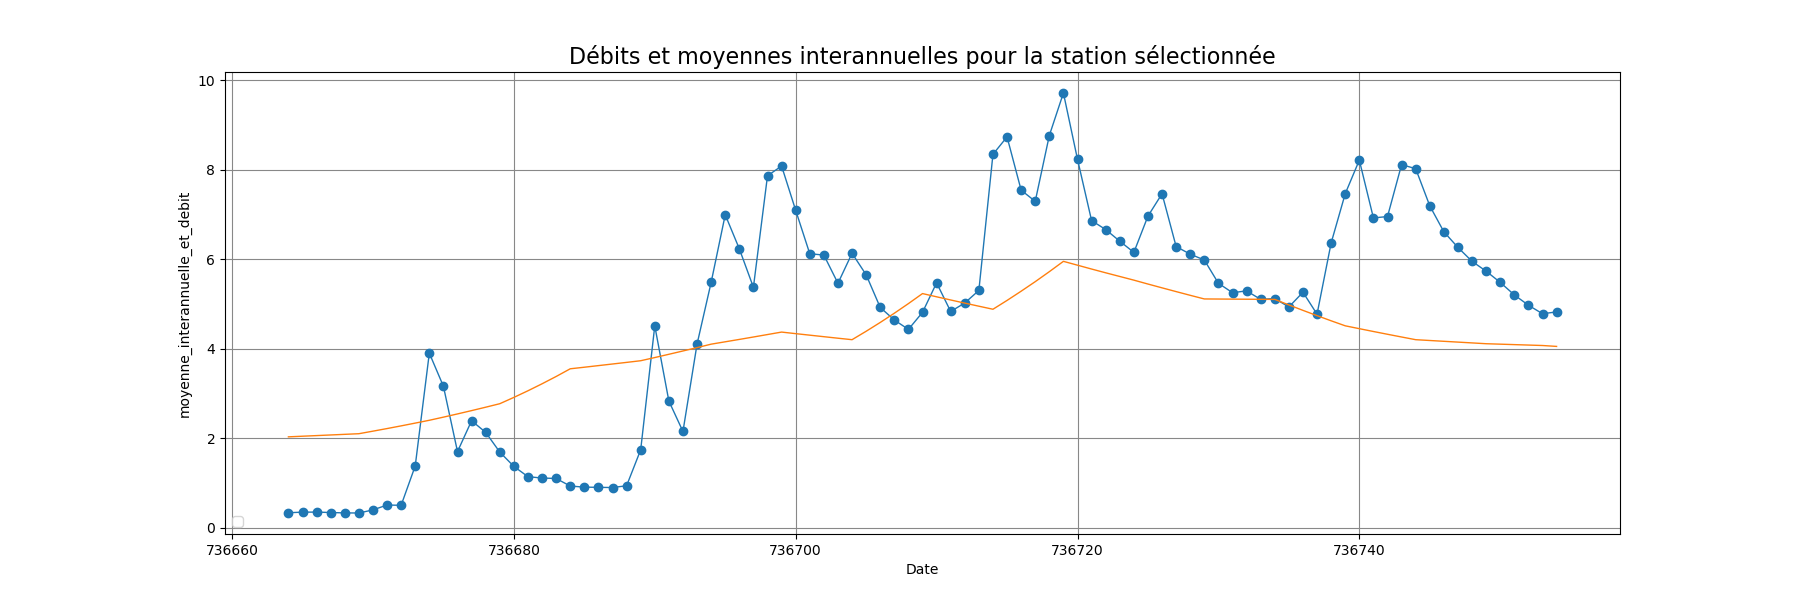 Débits et moyennes interannuelles pour la station sélectionnée
moyenne_interannuelle_et_debit
10
8
6
4
2
0
736660 736680 736700 736720 736740
Date